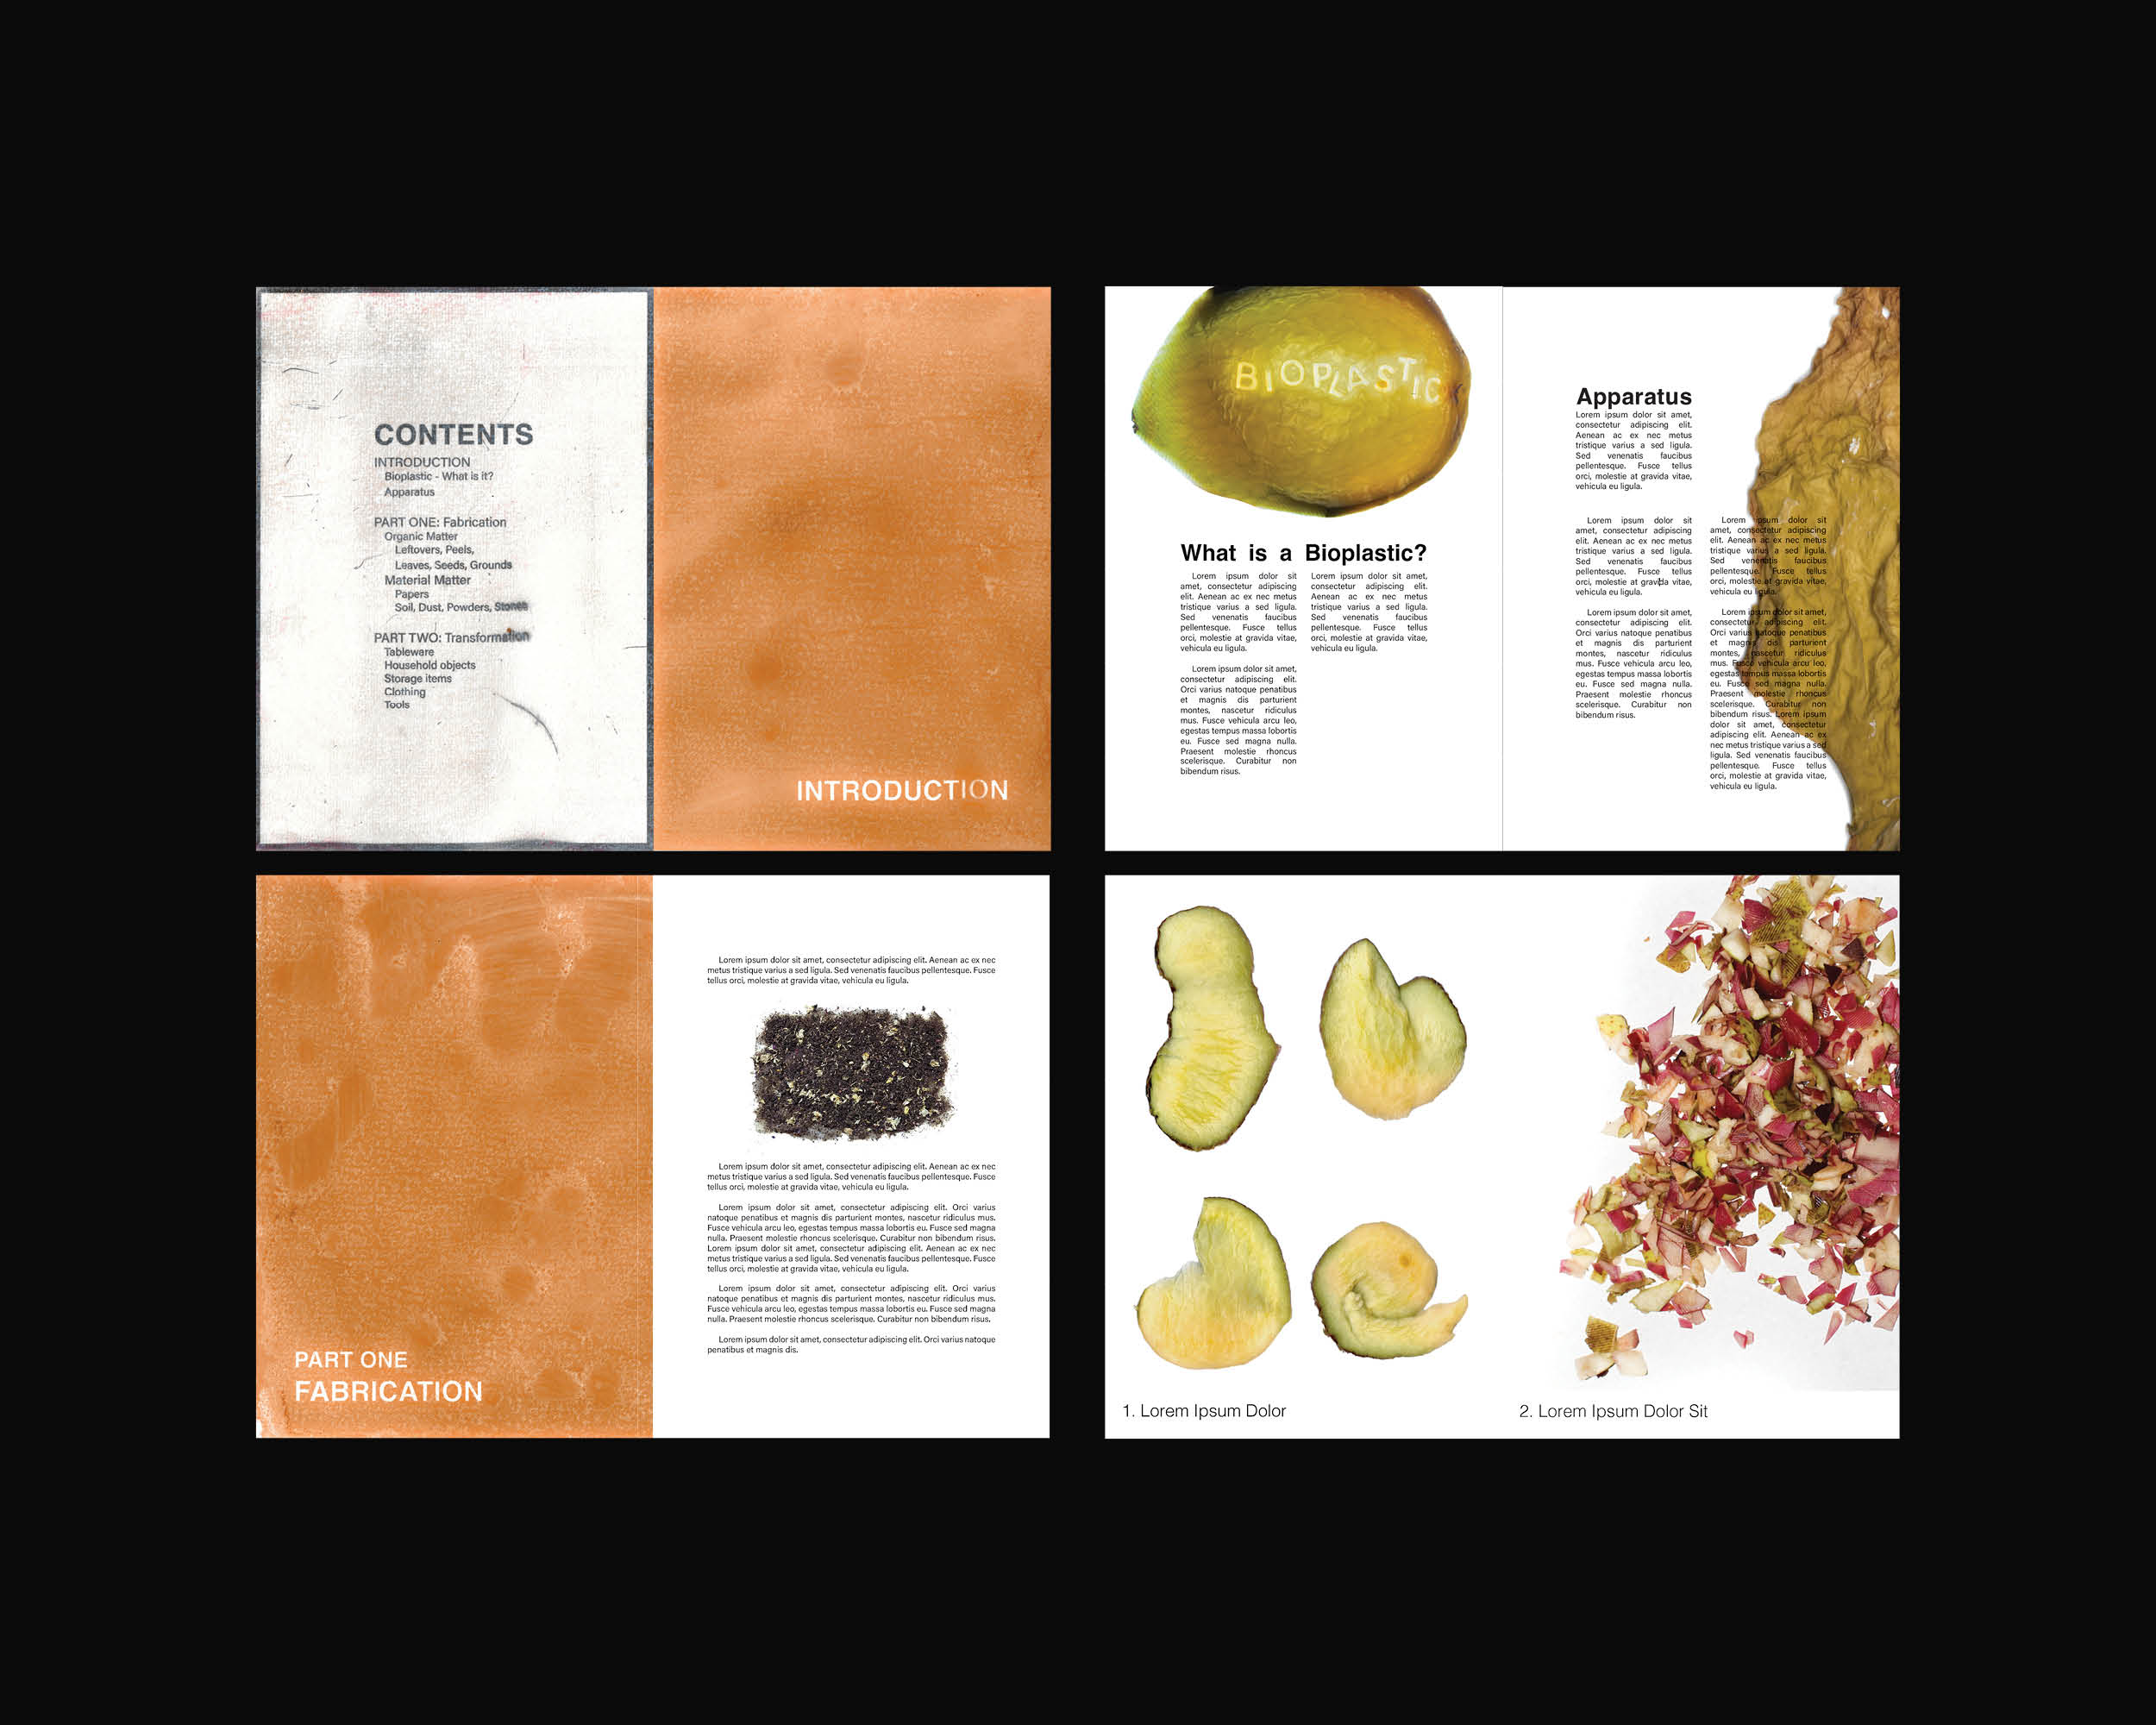 CONTENTS
INTRODUCTION
Bioplastic - What is it?
Apparatus
PART ONE: Fabrication
Organic Matter
Leftovers, Peels,
Leaves, Seeds, Grounds
Material Matter
Papers
Soil, Dust, Powders, Stones
PART TWO: Transformation
Tableware
Household objects
Storage items
Clothing
Tools
INTRODUCTION
BIOPLASTIC
What is a Bioplastic?
Lorem ipsum dolor sit
amet, consectetur adipiscing
elit. Aenean ac ex nec metus
tristique varius a sed ligula.
Sed venenatis faucibus
pellentesque. Fusce tellus
orci, molestie at gravida vitae,
vehicula eu ligula.
Lorem ipsum dolor sit amet,
consectetur adipiscing elit.
Orci varius natoque penatibus
et magnis dis parturient
montes, nascetur ridiculus
mus. Fusce vehicula arcu leo,
egestas tempus massa lobortis
eu. Fusce sed magna nulla.
Praesent molestie rhoncus
scelerisque. Curabitur non
bibendum risus.
Lorem ipsum dolor sit amet,
consectetur adipiscing elit.
Aenean ac ex nec metus
tristique varius a sed ligula.
Sed venenatis faucibus
pellentesque. Fusce tellus
orci, molestie at gravida vitae,
vehicula eu ligula.
Apparatus
Lorem ipsum dolor sit amet,
consectetur adipiscing elit.
Aenean ac ex nec metus
tristique varius a sed ligula.
Sed venenatis faucibus
pellentesque. Fusce tellus
orci, molestie at gravida vitae,
vehicula eu ligula.
Lorem ipsum dolor sit
amet, consectetur adipiscing
elit. Aenean ac ex nec metus
tristique varius a sed ligula.
Sed venenatis faucibus
pellentesque. Fusce tellus
orci, molestie at gravida vitae,
vehicula eu ligula.
Lorem ipsum dolor sit amet,
consectetur adipiscing elit.
Orci varius natoque penatibus
et magnis dis parturient
montes, nascetur ridiculus
mus. Fusce vehicula arcu leo,
egestas tempus massa lobortis
eu. Fusce sed magna nulla.
Praesent molestie rhoncus
scelerisque. Curabitur non
bibendum risus.
Lorem ipsum dolor sit
amet, consectetur adipiscing
elit. Aenean ac ex nec metus
tristique varius a sed ligula.
Sed venenatis faucibus
pellentesque. Fusce tellus
orci, molestie at gravida vitae,
vehicula eu ligula.
Lorem ipsum dolor sit amet,
consectetur adipiscing elit.
Orci varius natoque penatibus
et magnis dis parturient
montes, nascetur ridiculus
mus. Fusce vehicula arcu leo,
egestas tempus massa lobortis
eu. Fusce sed magna nulla.
Praesent molestie rhoncus
scelerisque. Curabitur non
bibendum risus. Lorem ipsum
dolor sit amet, consectetur
adipiscing elit. Aenean ac ex
nec metus tristique varius a sed
ligula. Sed venenatis faucibus
pellentesque. Fusce tellus
orci, molestie at gravida vitae,
vehicula eu ligula.
PART ONE
FABRICATION
Lorem ipsum dolor sit amet, consectetur adipiscing elit. Aenean ac ex nec
metus tristique varius a sed ligula. Sed venenatis faucibus pellentesque. Fusce
tellus orci, molestie at gravida vitae, vehicula eu ligula.
Lorem ipsum dolor sit amet, consectetur adipiscing elit. Aenean ac ex nec
metus tristique varius a sed ligula. Sed venenatis faucibus pellentesque. Fusce
tellus orci, molestie at gravida vitae, vehicula eu ligula.
Lorem ipsum dolor sit amet, consectetur adipiscing elit. Orci varius
natoque penatibus et magnis dis parturient montes, nascetur ridiculus mus.
Fusce vehicula arcu leo, egestas tempus massa lobortis eu. Fusce sed magna
nulla. Praesent molestie rhoncus scelerisque. Curabitur non bibendum risus.
Lorem ipsum dolor sit amet, consectetur adipiscing elit. Aenean ac ex nec
metus tristique varius a sed ligula. Sed venenatis faucibus pellentesque. Fusce
tellus orci, molestie at gravida vitae, vehicula eu ligula.
Lorem ipsum dolor sit amet, consectetur adipiscing elit. Orci varius
natoque penatibus et magnis dis parturient montes, nascetur ridiculus mus.
Fusce vehicula arcu leo, egestas tempus massa lobortis eu. Fusce sed magna
nulla. Praesent molestie rhoncus scelerisque. Curabitur non bibendum risus.
Lorem ipsum dolor sit amet, consectetur adipiscing elit. Orci varius natoque
penatibus et magnis dis.
1. Lorem Ipsum Dolor
2. Lorem Ipsum Dolor Sit